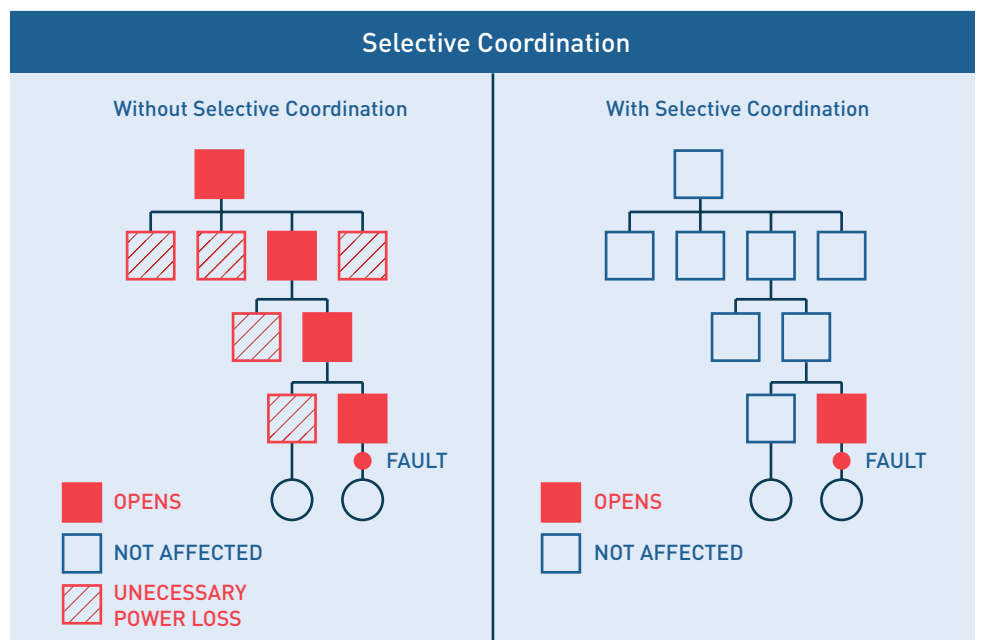 Selective Coordination
Without Selective Coordination
FAULT
OPENS
NOT AFFECTED
UNECESSARY
POWER LOSS
With Selective Coordination
FAULT
OPENS
NOT AFFECTED